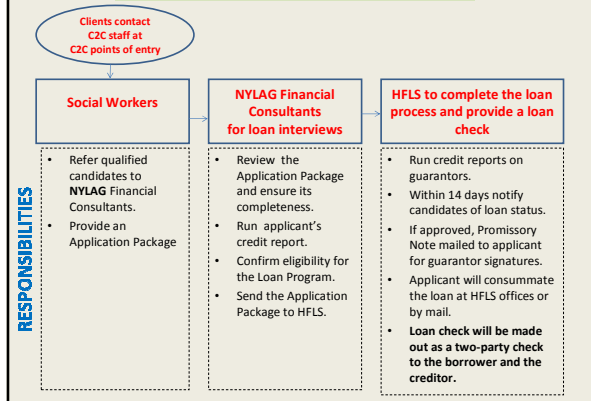 Clients contact
C2C staff at
C2C points of entry
Social Workers
NYLAG Financial
Consultants
for loan interviews
HFLS to complete the loan
process and provide a loan
check
RESPONSIBILITIES
• Refer qualified
candidates to
NYLAG Financial
Consultants.
• Provide an
Application Package
• Review the
Application Package
and ensure its
completeness.
• Run applicant's
credit report.
• Confirm eligibility for
the Loan Program.
• Send the Application
Package to HFLS.
• Run credit reports on
guarantors.
• Within 14 days notify
candidates of loan status.
• If approved, Promissory
Note mailed to applicant
for guarantor signatures.
• Applicant will consummate
the loan at HFLS offices or
by mail.
• Loan check will be made
out as a two-party check
to the borrower and the
creditor.